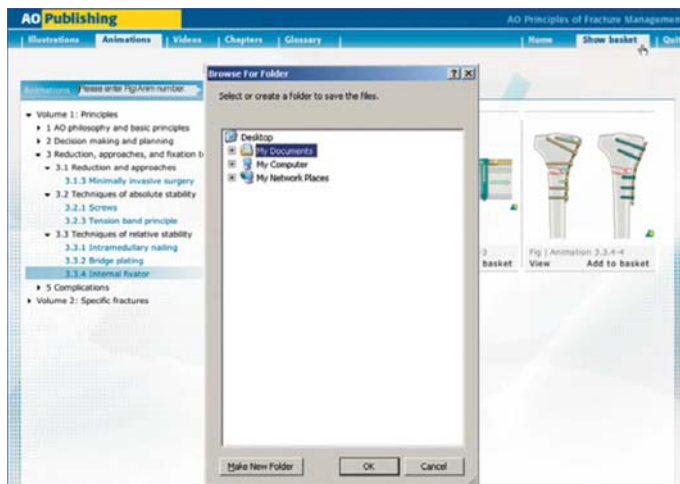 AO Publishing
AO Principles of Fracture Managemen
Illustrations
Animations
Videos
Chapters
Glossary
Home
Show basket
Quit
Animations
Please enter Fig/Anim number.
Volume 1: Principles
1 AO philosophy and basic principles
2 Decision making and planning
3 Reduction, approaches, and fixation t
3.1 Reduction and approaches
3.1.3 Minimally invasive surgery
3.2 Techniques of absolute stability
3.2.1 Screws
3.2.3 Tension band principle
3.3 Techniques of relative stability
3.3.1 Intramedullary nailing
3.3.2 Bridge plating
3.3.4 Internal fixator
5 Complications
Volume 2: Specific fractures
Browse For Folder
Select or create a folder to save the files.
Desktop
My Documents
My Computer
My Network Places
Make New Folder
OK
Cancel
-3
basket
Fig | Animation 3.3.4-4
View
Add to basket